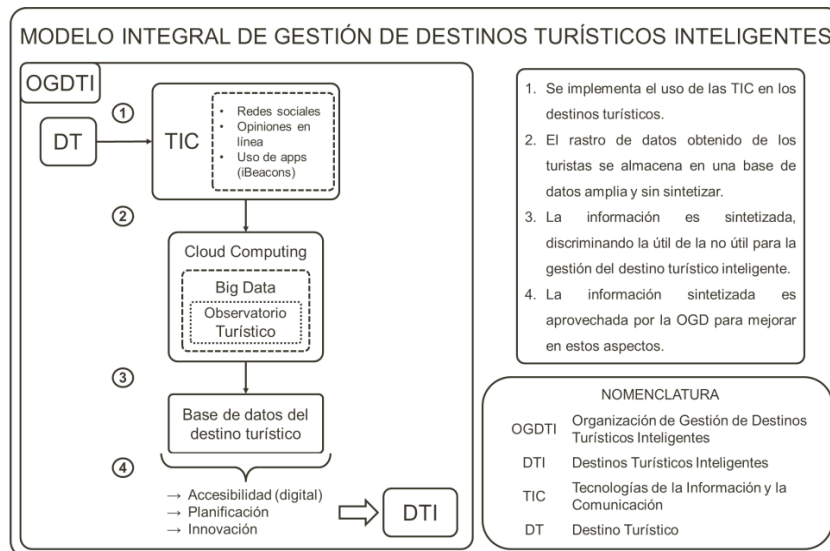 MODELO INTEGRAL DE GESTIÓN DE DESTINOS TURÍSTICOS INTELIGENTES
OGDTI
1
DT
TIC
• Redes sociales
• Opiniones en
línea
• Uso de apps
(iBeacons)
2
Cloud Computing
Big Data
Observatorio
Turístico
3
Base de datos del
destino turístico
4
→ Accesibilidad (digital)
→ Planificación
→ Innovación
DTI
1. Se implementa el uso de las TIC en los
destinos turísticos.
2. El rastro de datos obtenido de los
turistas se almacena en una base de
datos amplia y sin sintetizar.
3. La información es sintetizada,
discriminando la útil de la no útil para la
gestión del destino turístico inteligente.
4. La información sintetizada es
aprovechada por la OGD para mejorar
en estos aspectos.
NOMENCLATURA
OGDTI Organización de Gestión de Destinos
Turísticos Inteligentes
DTI Destinos Turísticos Inteligentes
TIC Tecnologías de la Información y la
Comunicación
DT Destino Turístico